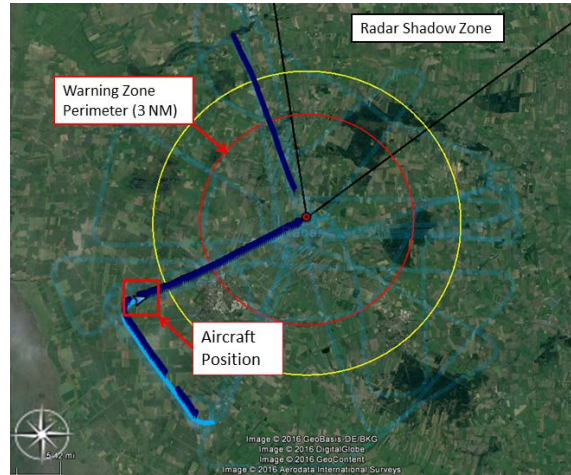 Radar Shadow Zone
Warning Zone
Perimeter (3 NM)
Aircraft
Position
Image © 2016 GeoBasis-DE/BKG
Image © 2016 DigitalGlobe
Image © 2016 GeoContent
Image © 2016 Aerodata International Surveys